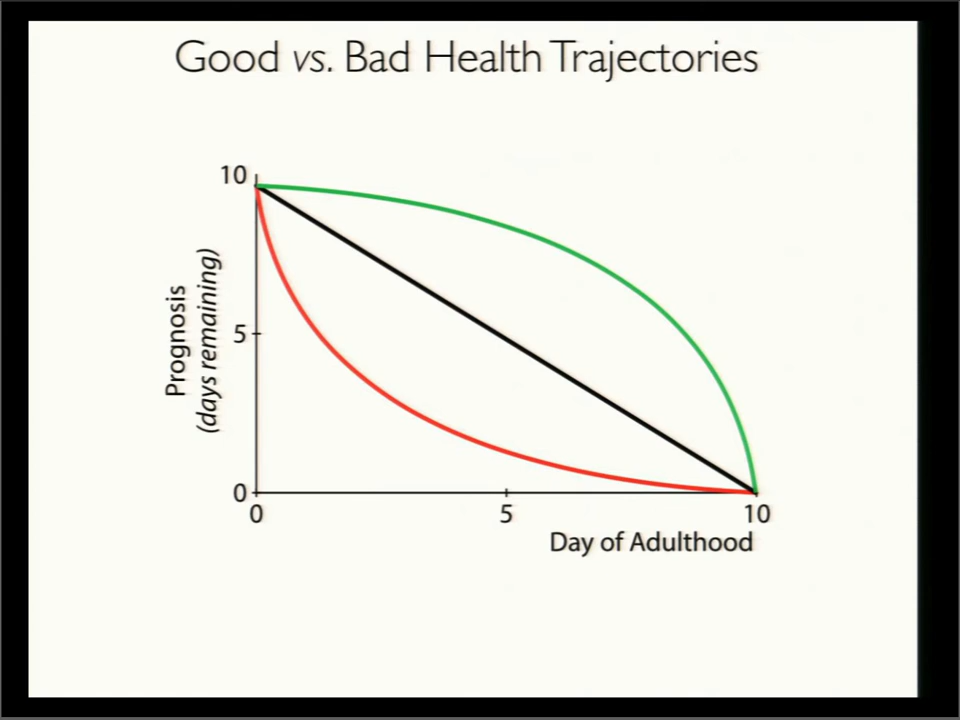 Good vs. Bad Health Trajectories
10
5
0
Prognosis
(days remaining)
0
5
10
Day of Adulthood